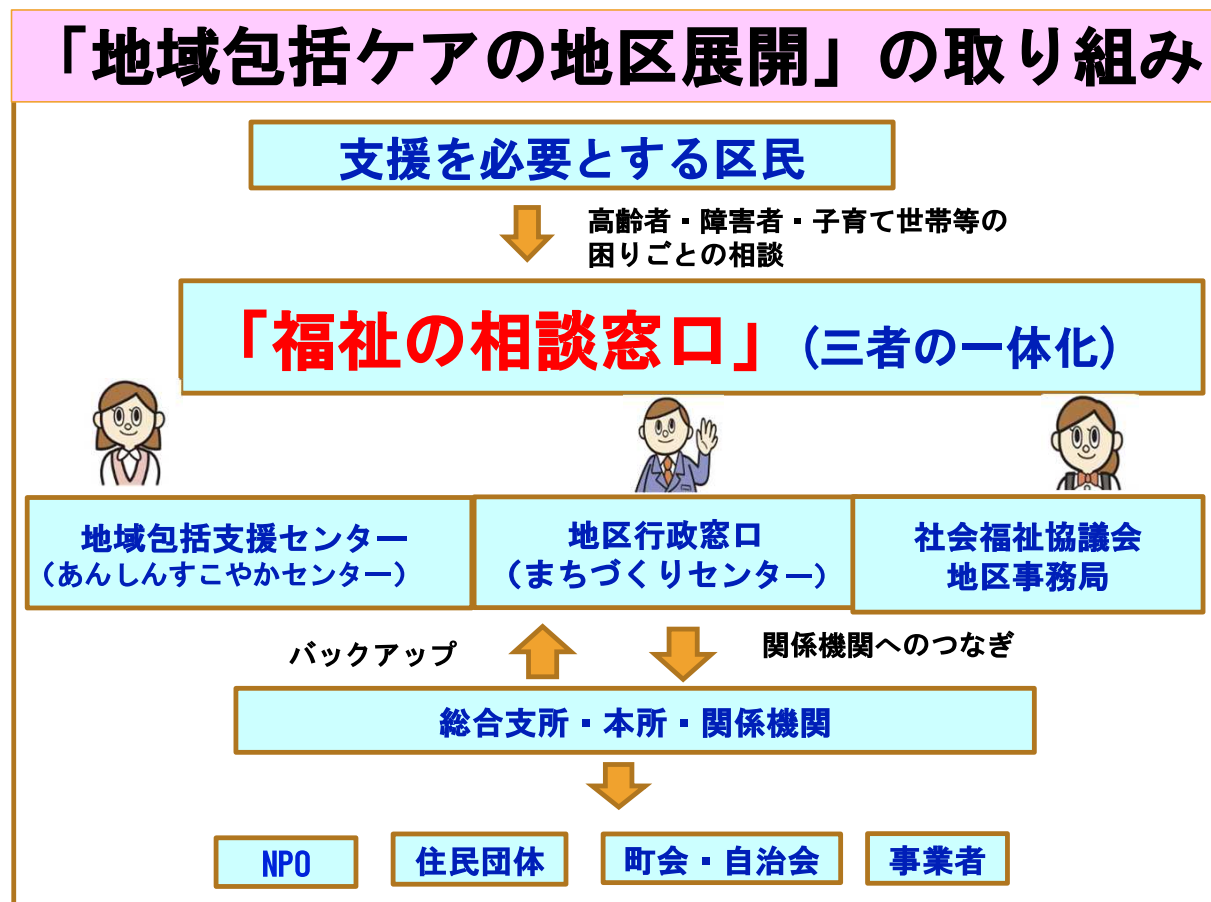 「地域包括ケアの地区展開」の取り組み
支援を必要とする区民
高齢者・障害者・子育て世帯等の
困りごとの相談
「福祉の相談窓口」(三者の一体化)
地域包括支援センター
（あんしんすこやかセンター）
地区行政窓口
（まちづくりセンター）
社会福祉協議会
地区事務局
バックアップ
関係機関へのつなぎ
総合支所・本所・関係機関
NPO
住民団体
町会・自治会
事業者